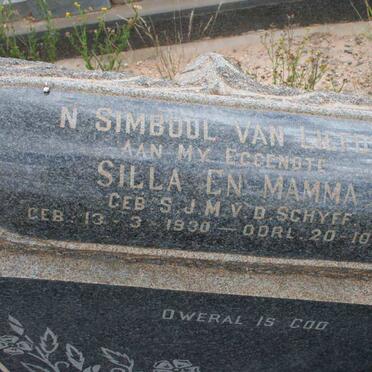 N SIMBOOL VAN LIEFD
AAN MY EGGENOTE
SILLA EN MAMMA
GEB S.J.M.V.D. SCHYFF
GEB. 13-3-1930 — OORL. 20-10
OWERAL IS GOD